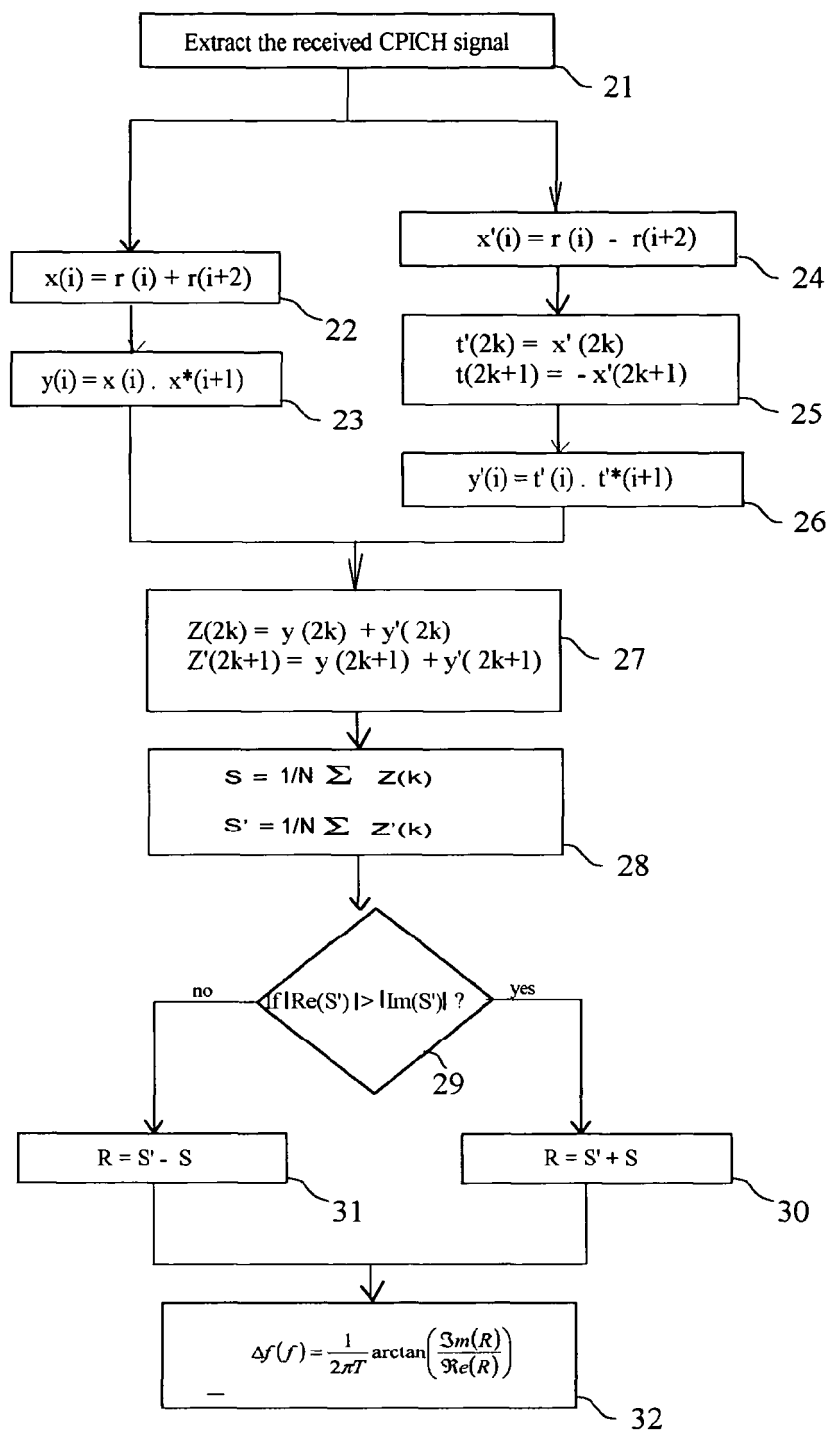 Extract the received CPICH signal
21
x(i) = r (i) + r(i+2)
22
y(i) = x (i) . x*(i+1)
23
x'(i) = r (i) - r(i+2)
24
t'(2k) = x' (2k)
t(2k+1) = - x'(2k+1)
25
y'(i) = t' (i) . t'*(i+1)
26
Z(2k) = y (2k) + y'( 2k)
Z'(2k+1) = y (2k+1) + y'( 2k+1)
27
S = 1/N Σ Z(k)
S' = 1/N Σ Z'(k)
28
no
If |Re(S') |> |Im(S')| ?
yes
29
R = S' - S
31
R = S' + S
30
Δf(f) = 1/2πT arctan(ℑm(R)/ℜe(R))
32